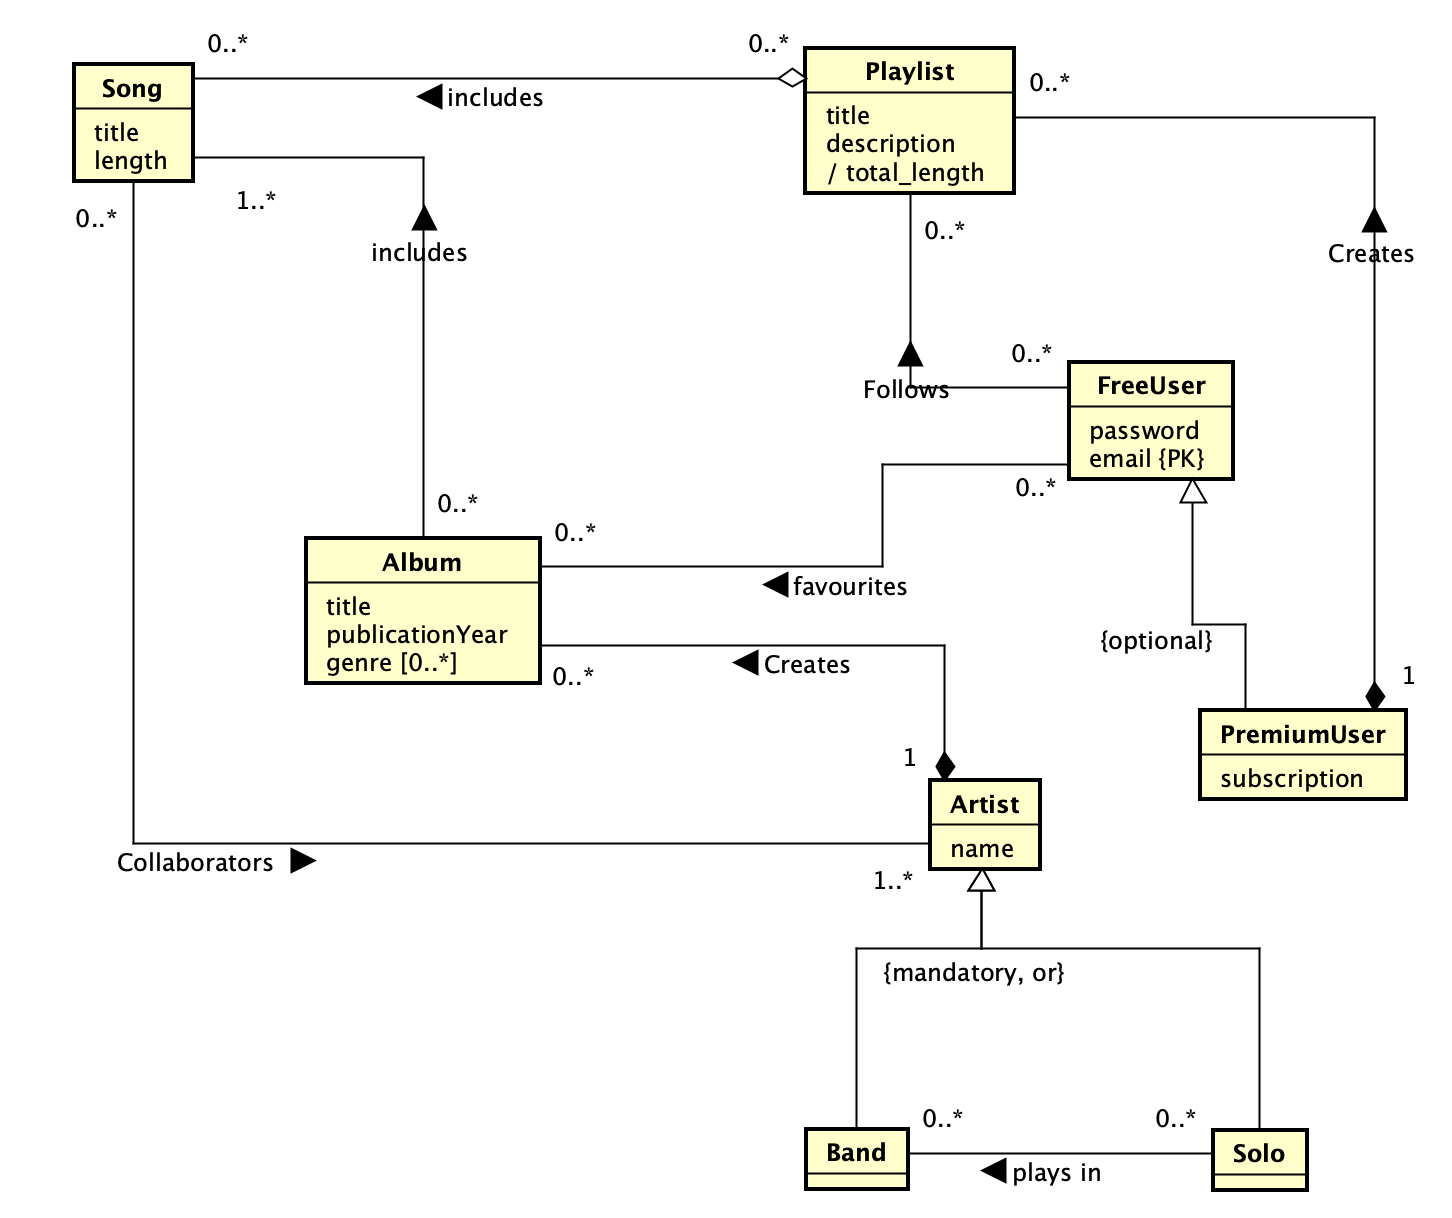 0..*
0..*
Song
title
length
Playlist
title
description
/ total_length
0..*
includes
1..*
0..*
includes
0..*
Creates
0..*
Follows
FreeUser
password
email {PK}
0..*
0..*
0..*
Album
title
publicationYear
genre [0..*]
favourites
{optional}
Creates
0..*
1
PremiumUser
subscription
1
Artist
name
Collaborators
1..*
{mandatory, or}
0..*
0..*
Band
Solo
plays in